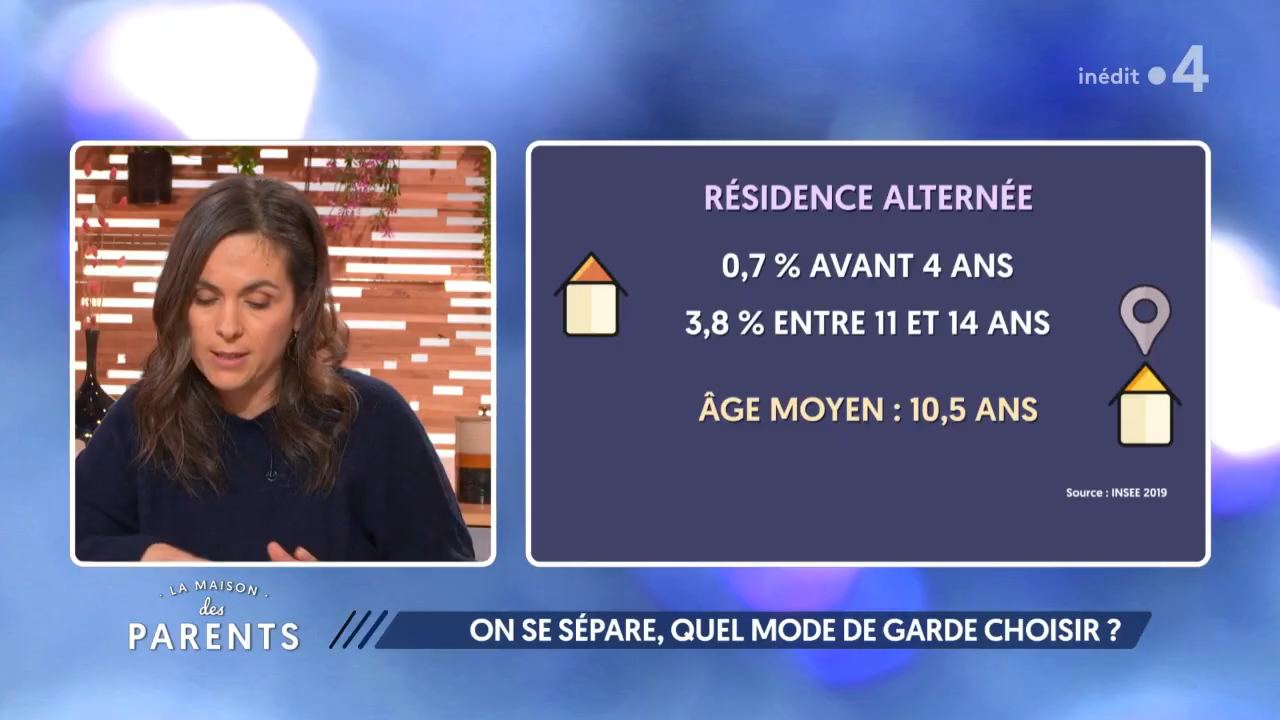 inédit 4
RÉSIDENCE ALTERNÉE
0,7 % AVANT 4 ANS
3,8 % ENTRE 11 ET 14 ANS
ÂGE MOYEN : 10,5 ANS
Source : INSEE 2019
· LA MAISON ·
des
PARENTS
ON SE SÉPARE, QUEL MODE DE GARDE CHOISIR ?